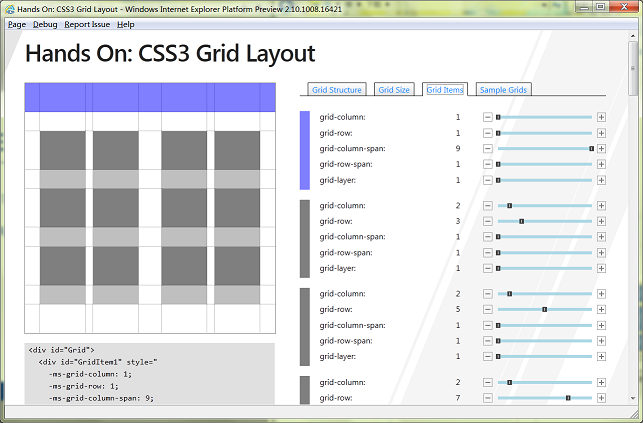 Hands On: CSS3 Grid Layout - Windows Internet Explorer Platform Preview 2.10.1008.16421
Page Debug Report Issue Help
Hands On: CSS3 Grid Layout
Grid Structure Grid Size Grid Items Sample Grids
grid-column: 1
grid-row: 1
grid-column-span: 9
grid-row-span: 1
grid-layer: 1
grid-column: 2
grid-row: 3
grid-column-span: 1
grid-row-span: 1
grid-layer: 1
grid-column: 2
grid-row: 5
grid-column-span: 1
grid-row-span: 1
grid-layer: 1
grid-column: 2
grid-row: 7
<div id="Grid">
<div id="GridItem1" style="
-ms-grid-column: 1;
-ms-grid-row: 1;
-ms-grid-column-span: 9;